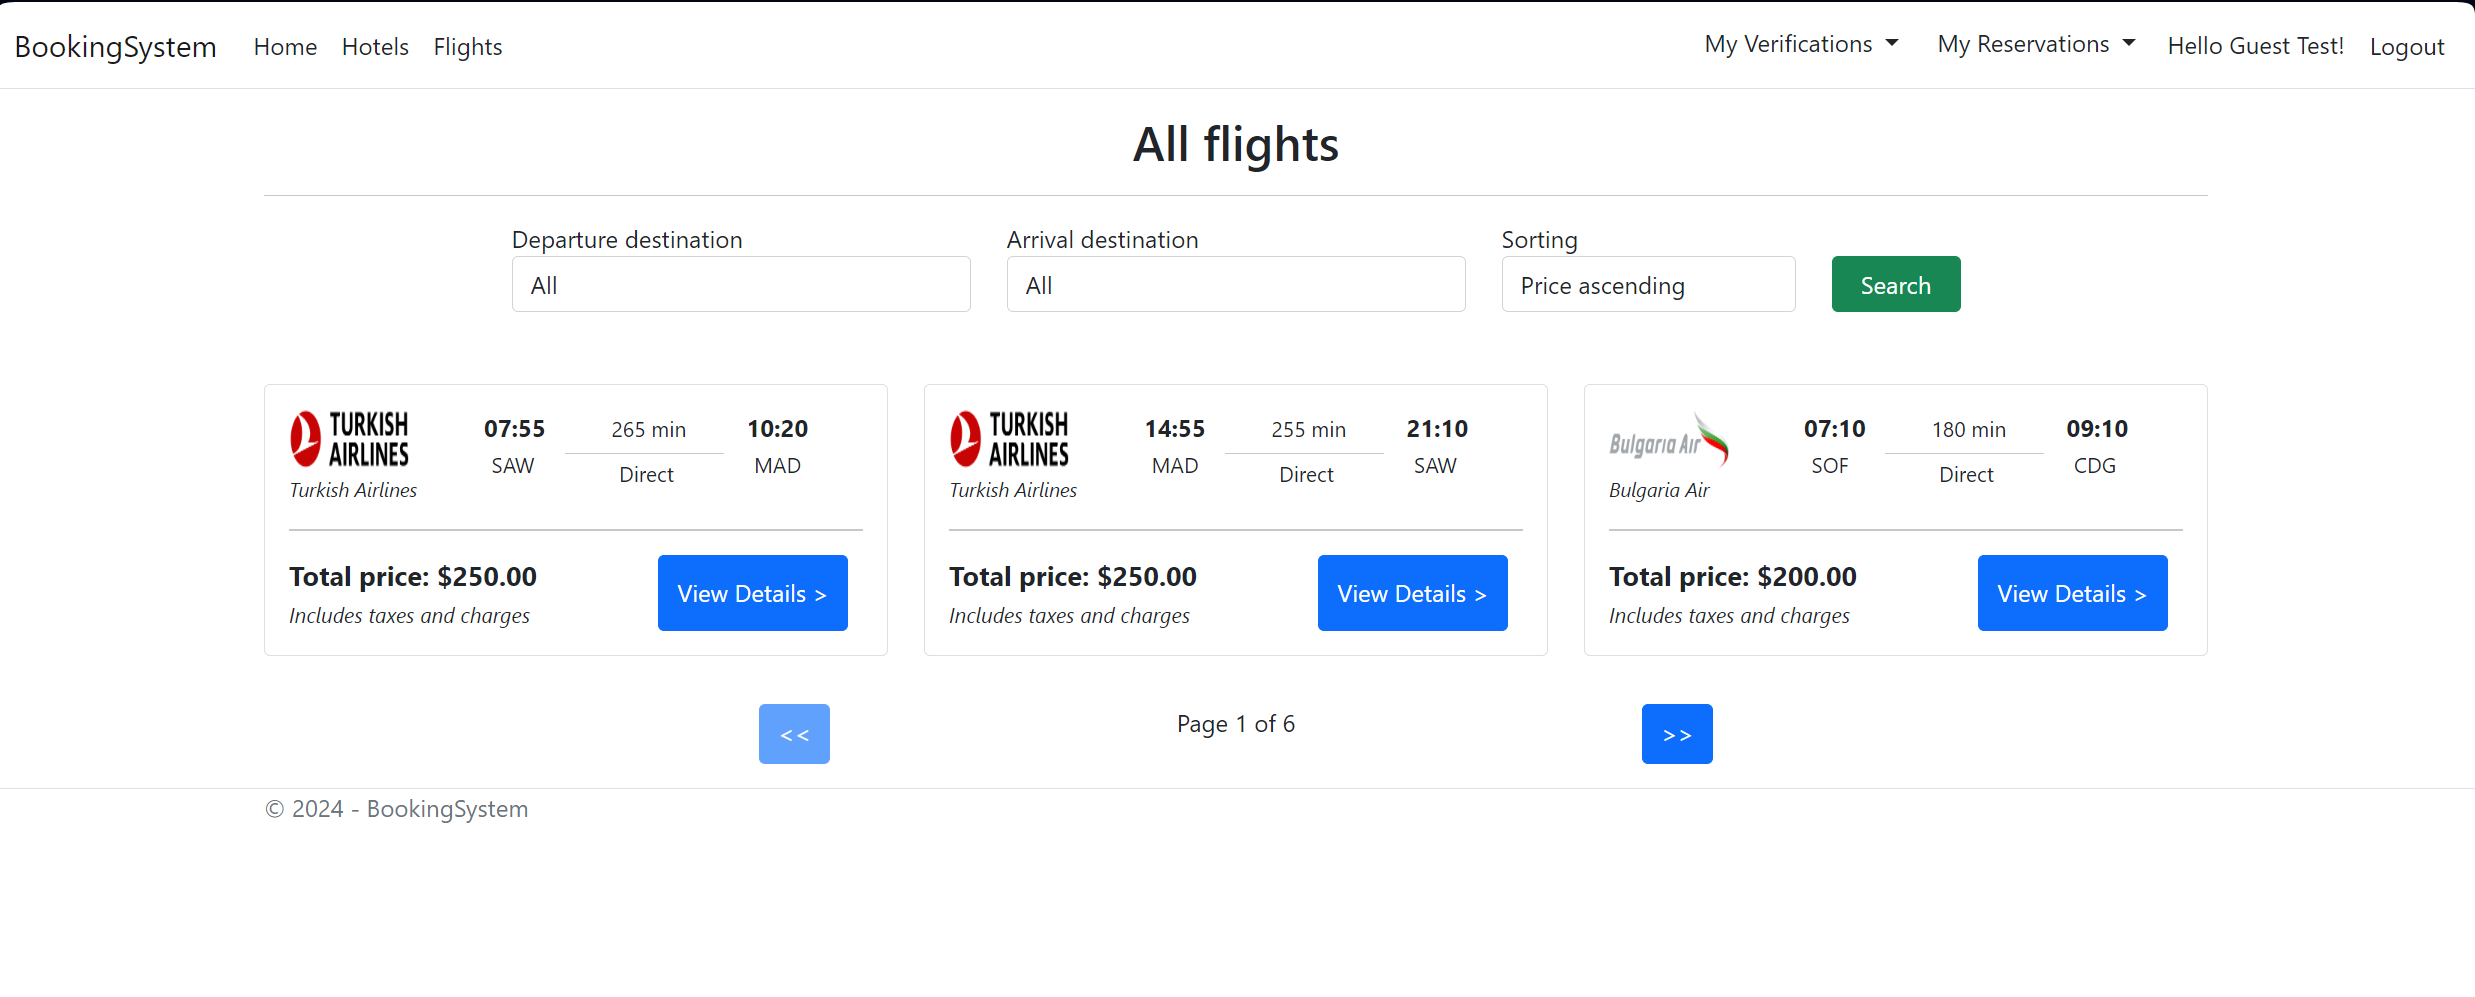 BookingSystem Home Hotels Flights My Verifications My Reservations Hello Guest Test! Logout
All flights
Departure destination Arrival destination Sorting
All All Price ascending Search
TURKISH AIRLINES
Turkish Airlines
07:55 265 min 10:20
SAW Direct MAD
Total price: $250.00
Includes taxes and charges
View Details >
TURKISH AIRLINES
Turkish Airlines
14:55 255 min 21:10
MAD Direct SAW
Total price: $250.00
Includes taxes and charges
View Details >
Bulgaria Air
Bulgaria Air
07:10 180 min 09:10
SOF Direct CDG
Total price: $200.00
Includes taxes and charges
View Details >
<< Page 1 of 6 >>
© 2024 - BookingSystem